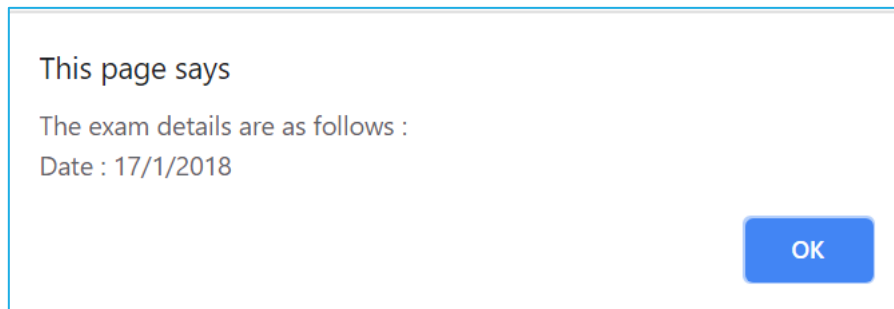 This page says
The exam details are as follows :
Date : 17/1/2018
OK